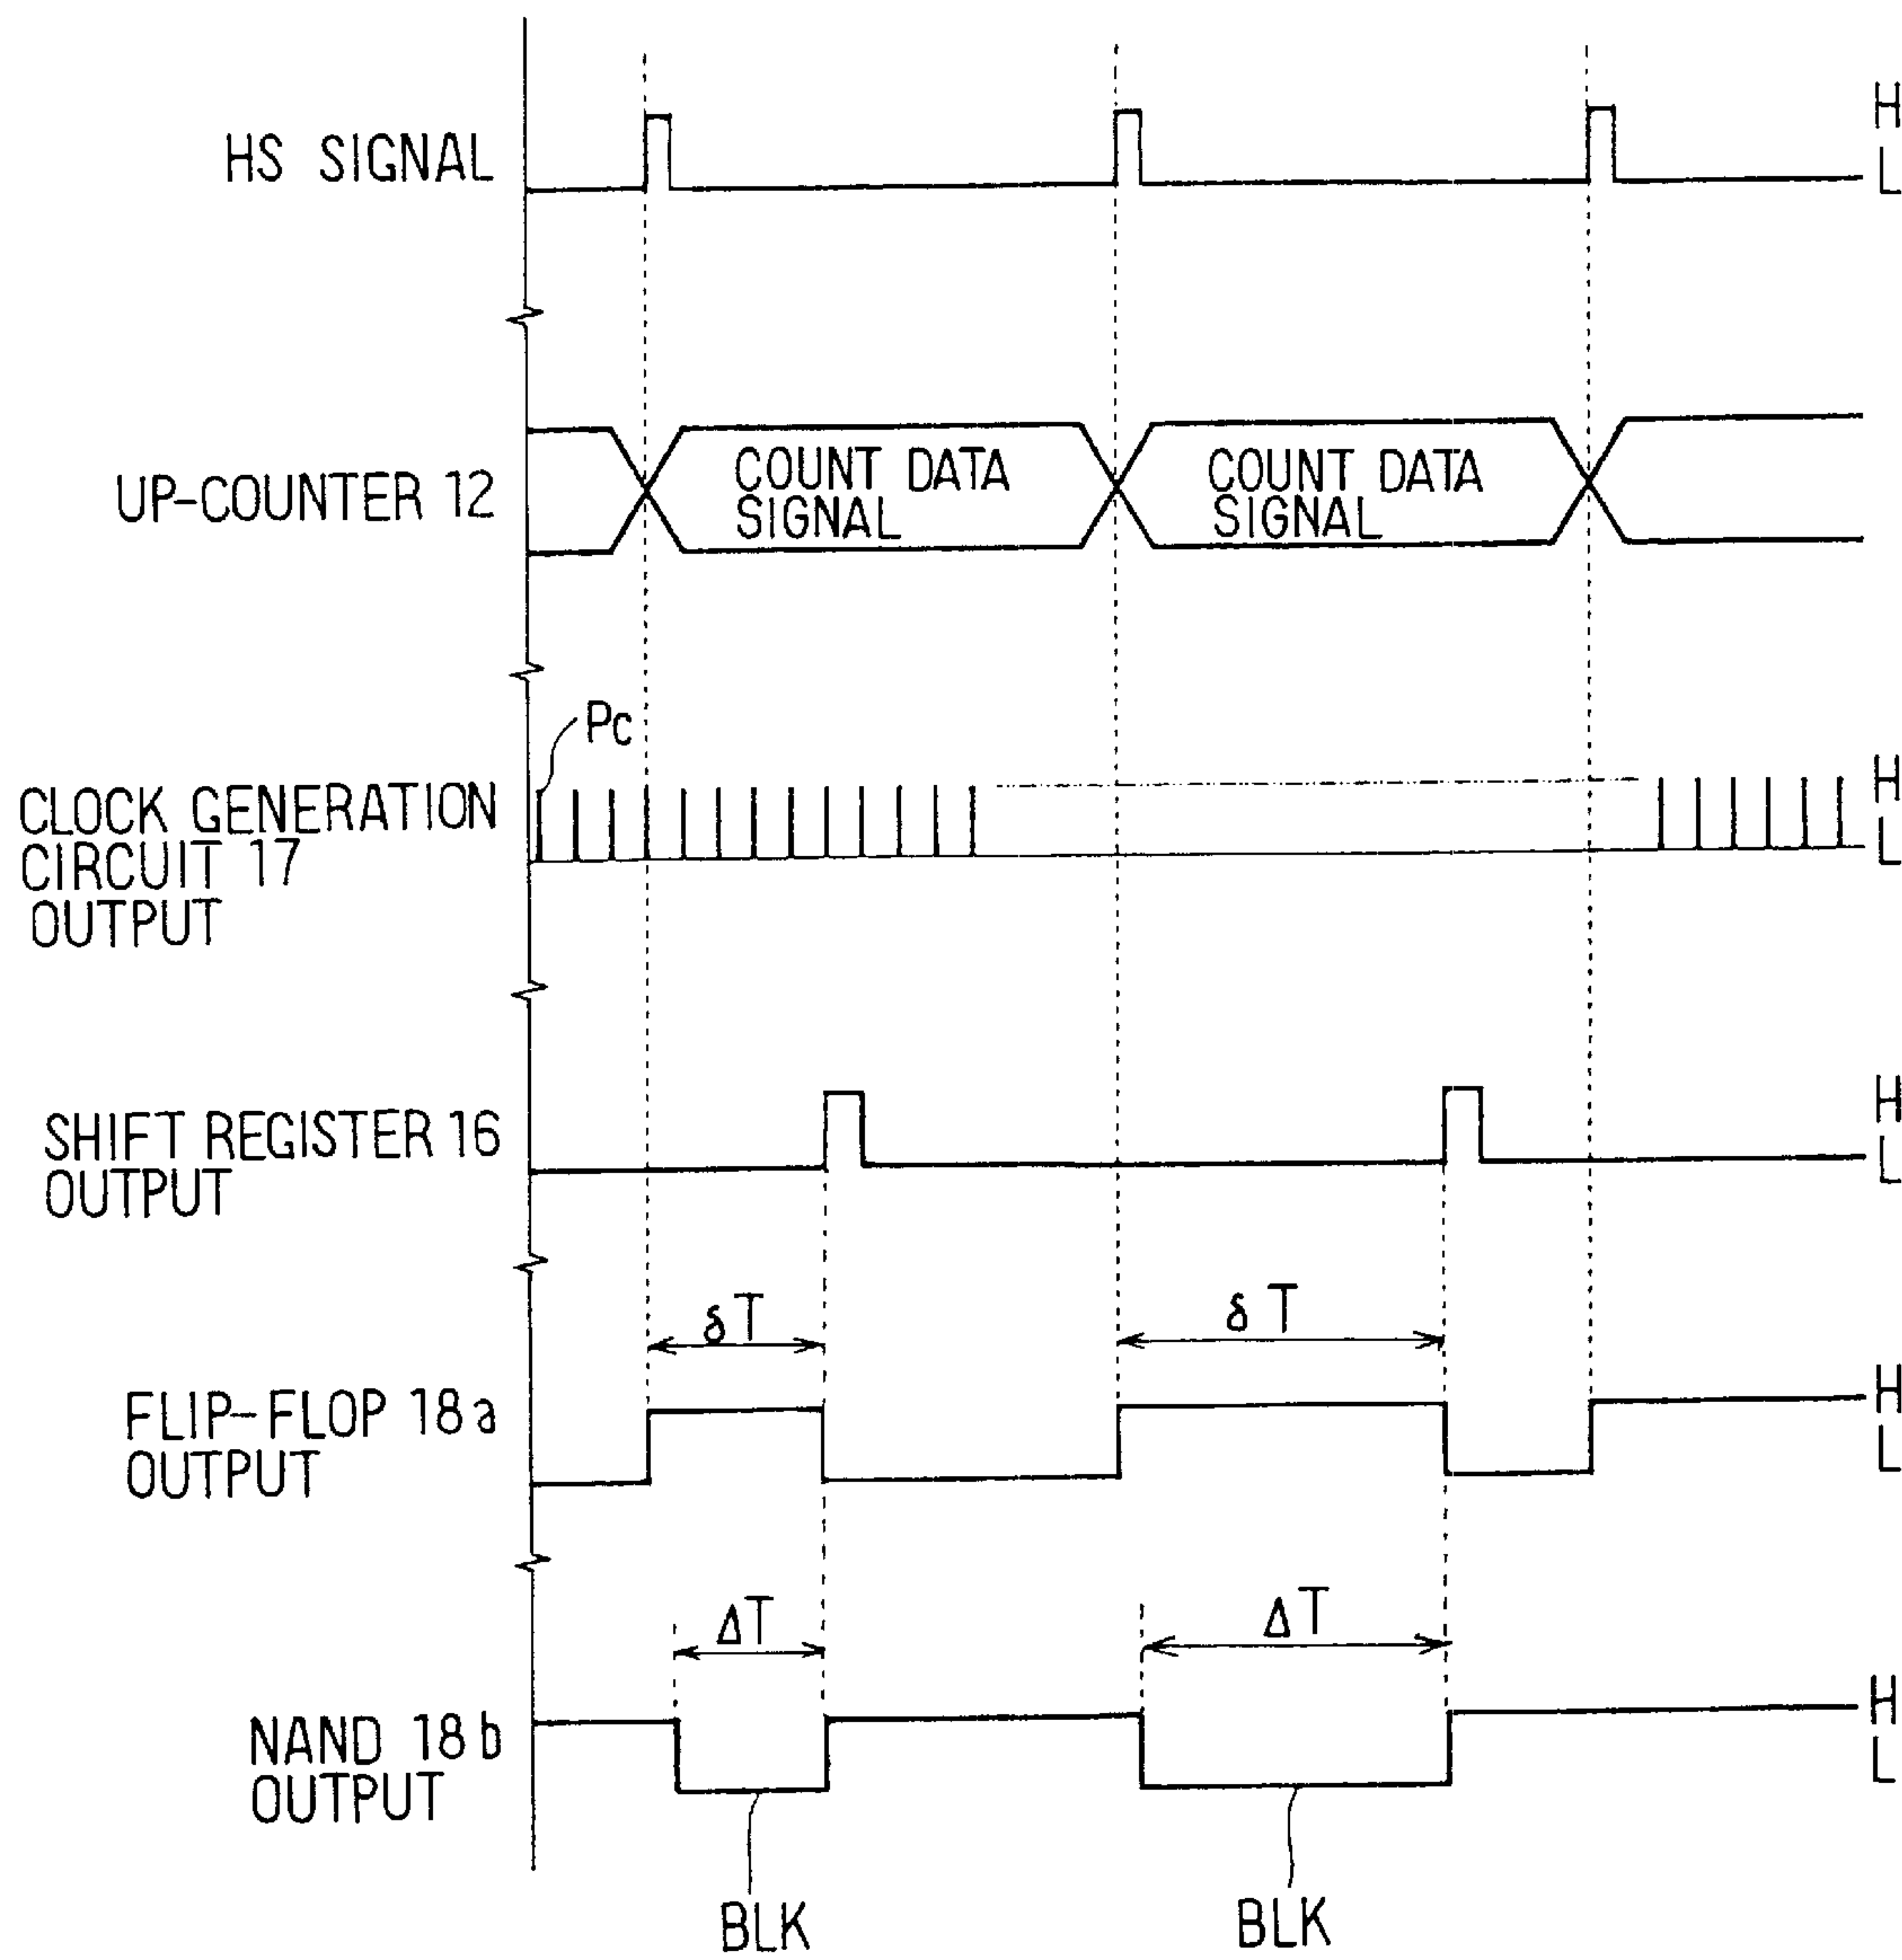 HS SIGNAL
H
L
UP-COUNTER 12
COUNT DATA
SIGNAL
COUNT DATA
SIGNAL
Pc
CLOCK GENERATION
CIRCUIT 17
OUTPUT
H
L
SHIFT REGISTER 16
OUTPUT
H
L
δT
δT
FLIP-FLOP 18a
OUTPUT
H
L
ΔT
ΔT
NAND 18b
OUTPUT
H
L
BLK
BLK